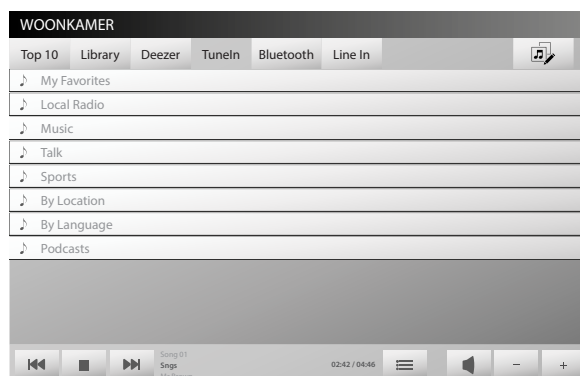 WOONKAMER
Top 10 Library Deezer TuneIn Bluetooth Line In
My Favorites
Local Radio
Music
Talk
Sports
By Location
By Language
Podcasts
Song 01
Sngs
02:42 / 04:46
− +